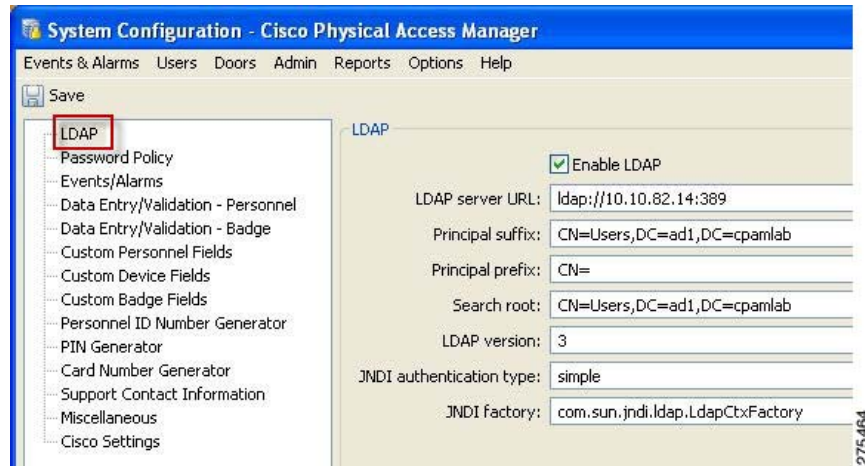 System Configuration - Cisco Physical Access Manager
Events & Alarms Users Doors Admin Reports Options Help
Save
LDAP
Password Policy
Events/Alarms
Data Entry/Validation - Personnel
Data Entry/Validation - Badge
Custom Personnel Fields
Custom Device Fields
Custom Badge Fields
Personnel ID Number Generator
PIN Generator
Card Number Generator
Support Contact Information
Miscellaneous
Cisco Settings
LDAP
Enable LDAP
LDAP server URL: ldap://10.10.82.14:389
Principal suffix: CN=Users,DC=ad1,DC=cpamlab
Principal prefix: CN=
Search root: CN=Users,DC=ad1,DC=cpamlab
LDAP version: 3
JNDI authentication type: simple
JNDI factory: com.sun.jndi.ldap.LdapCtxFactory
275464